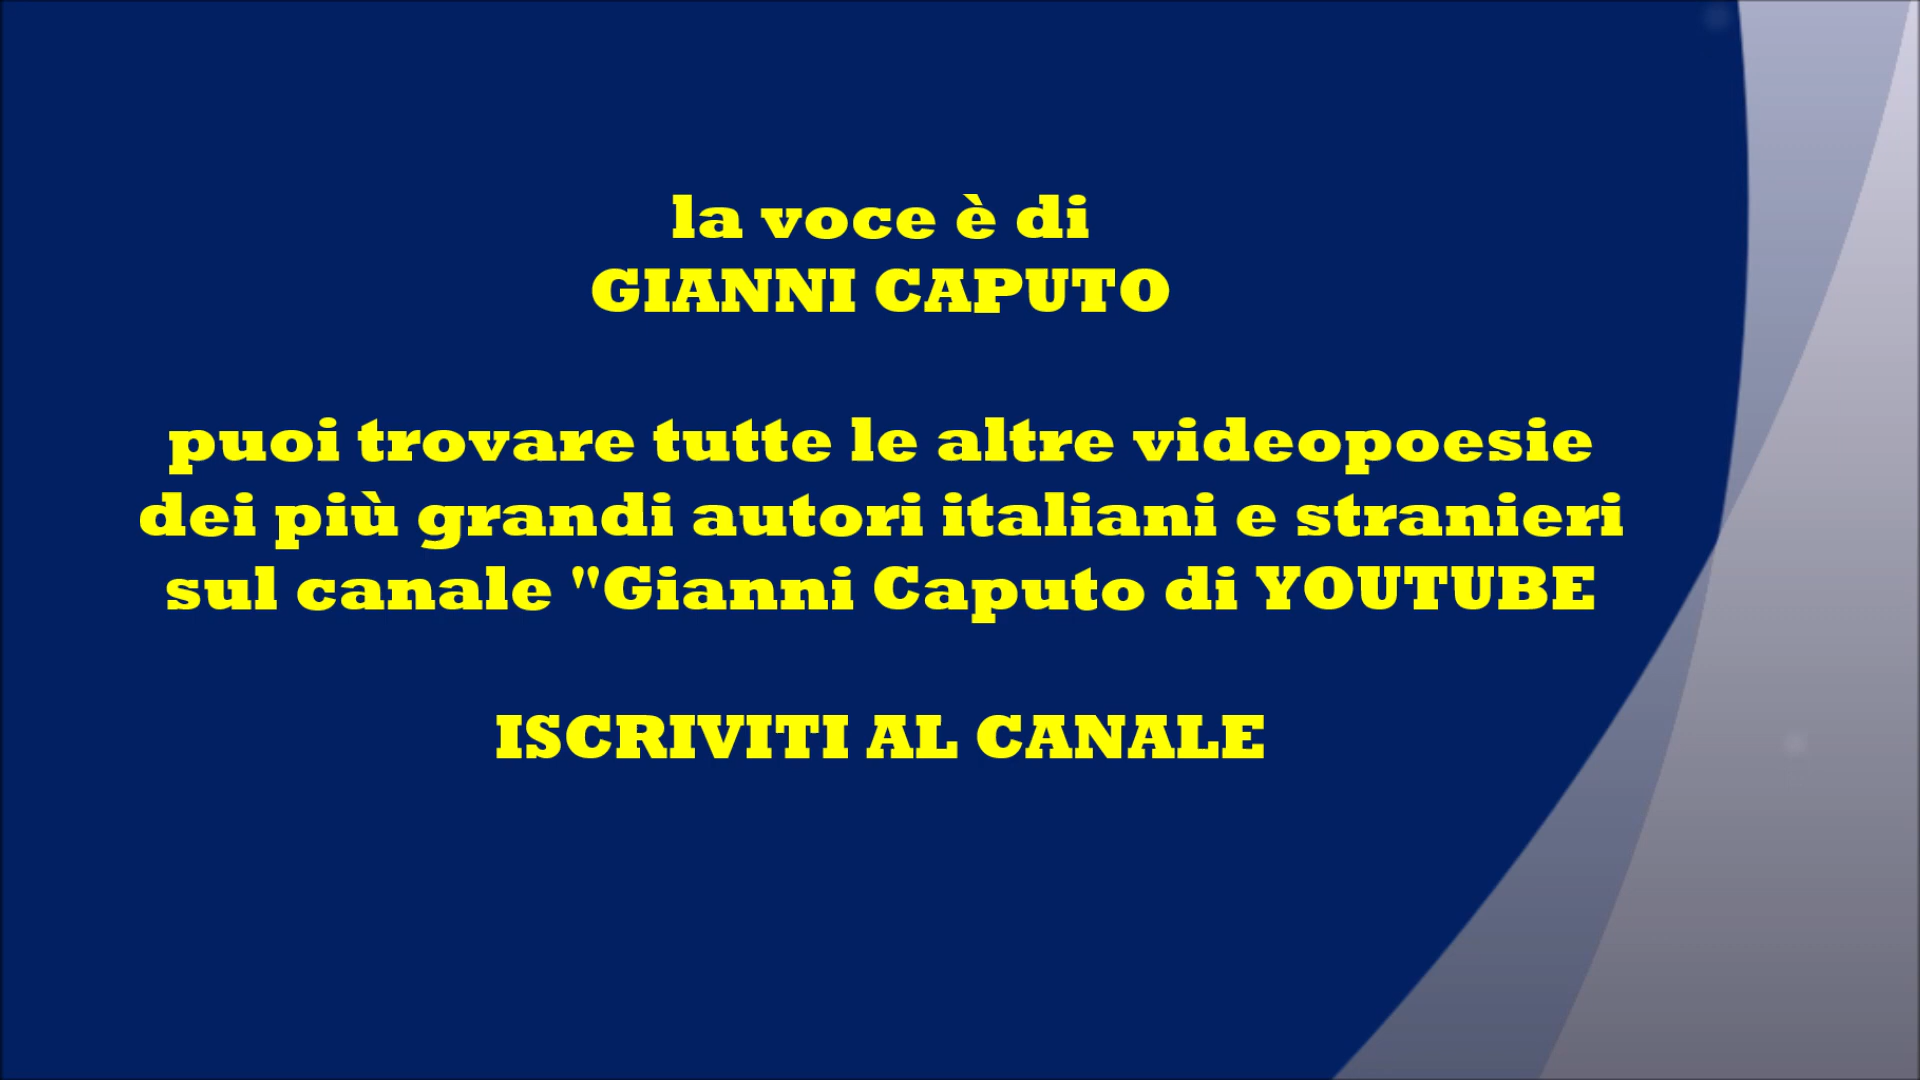 la voce è di
GIANNI CAPUTO
puoi trovare tutte le altre videopoesie
dei più grandi autori italiani e stranieri
sul canale "Gianni Caputo di YOUTUBE
ISCRIVITI AL CANALE